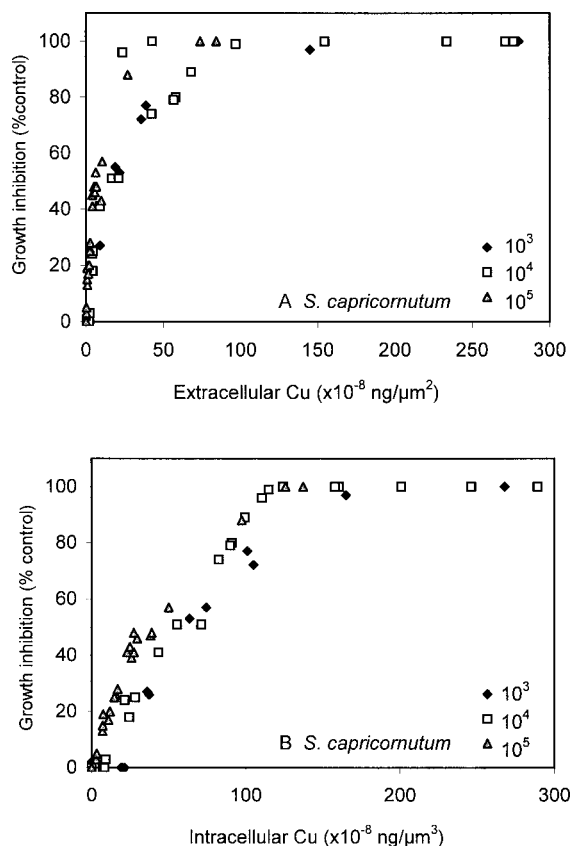 Growth inhibition (%control)
100
80
60
40
20
0
◆ 10³
□ 10⁴
△ 10⁵
A S. capricornutum
0 50 100 150 200 250 300
Extracellular Cu (x10⁻⁸ ng/µm²)
Growth inhibition (% control)
100
80
60
40
20
0
◆ 10³
□ 10⁴
△ 10⁵
B S. capricornutum
0 100 200 300
Intracellular Cu (x10⁻⁸ ng/µm³)